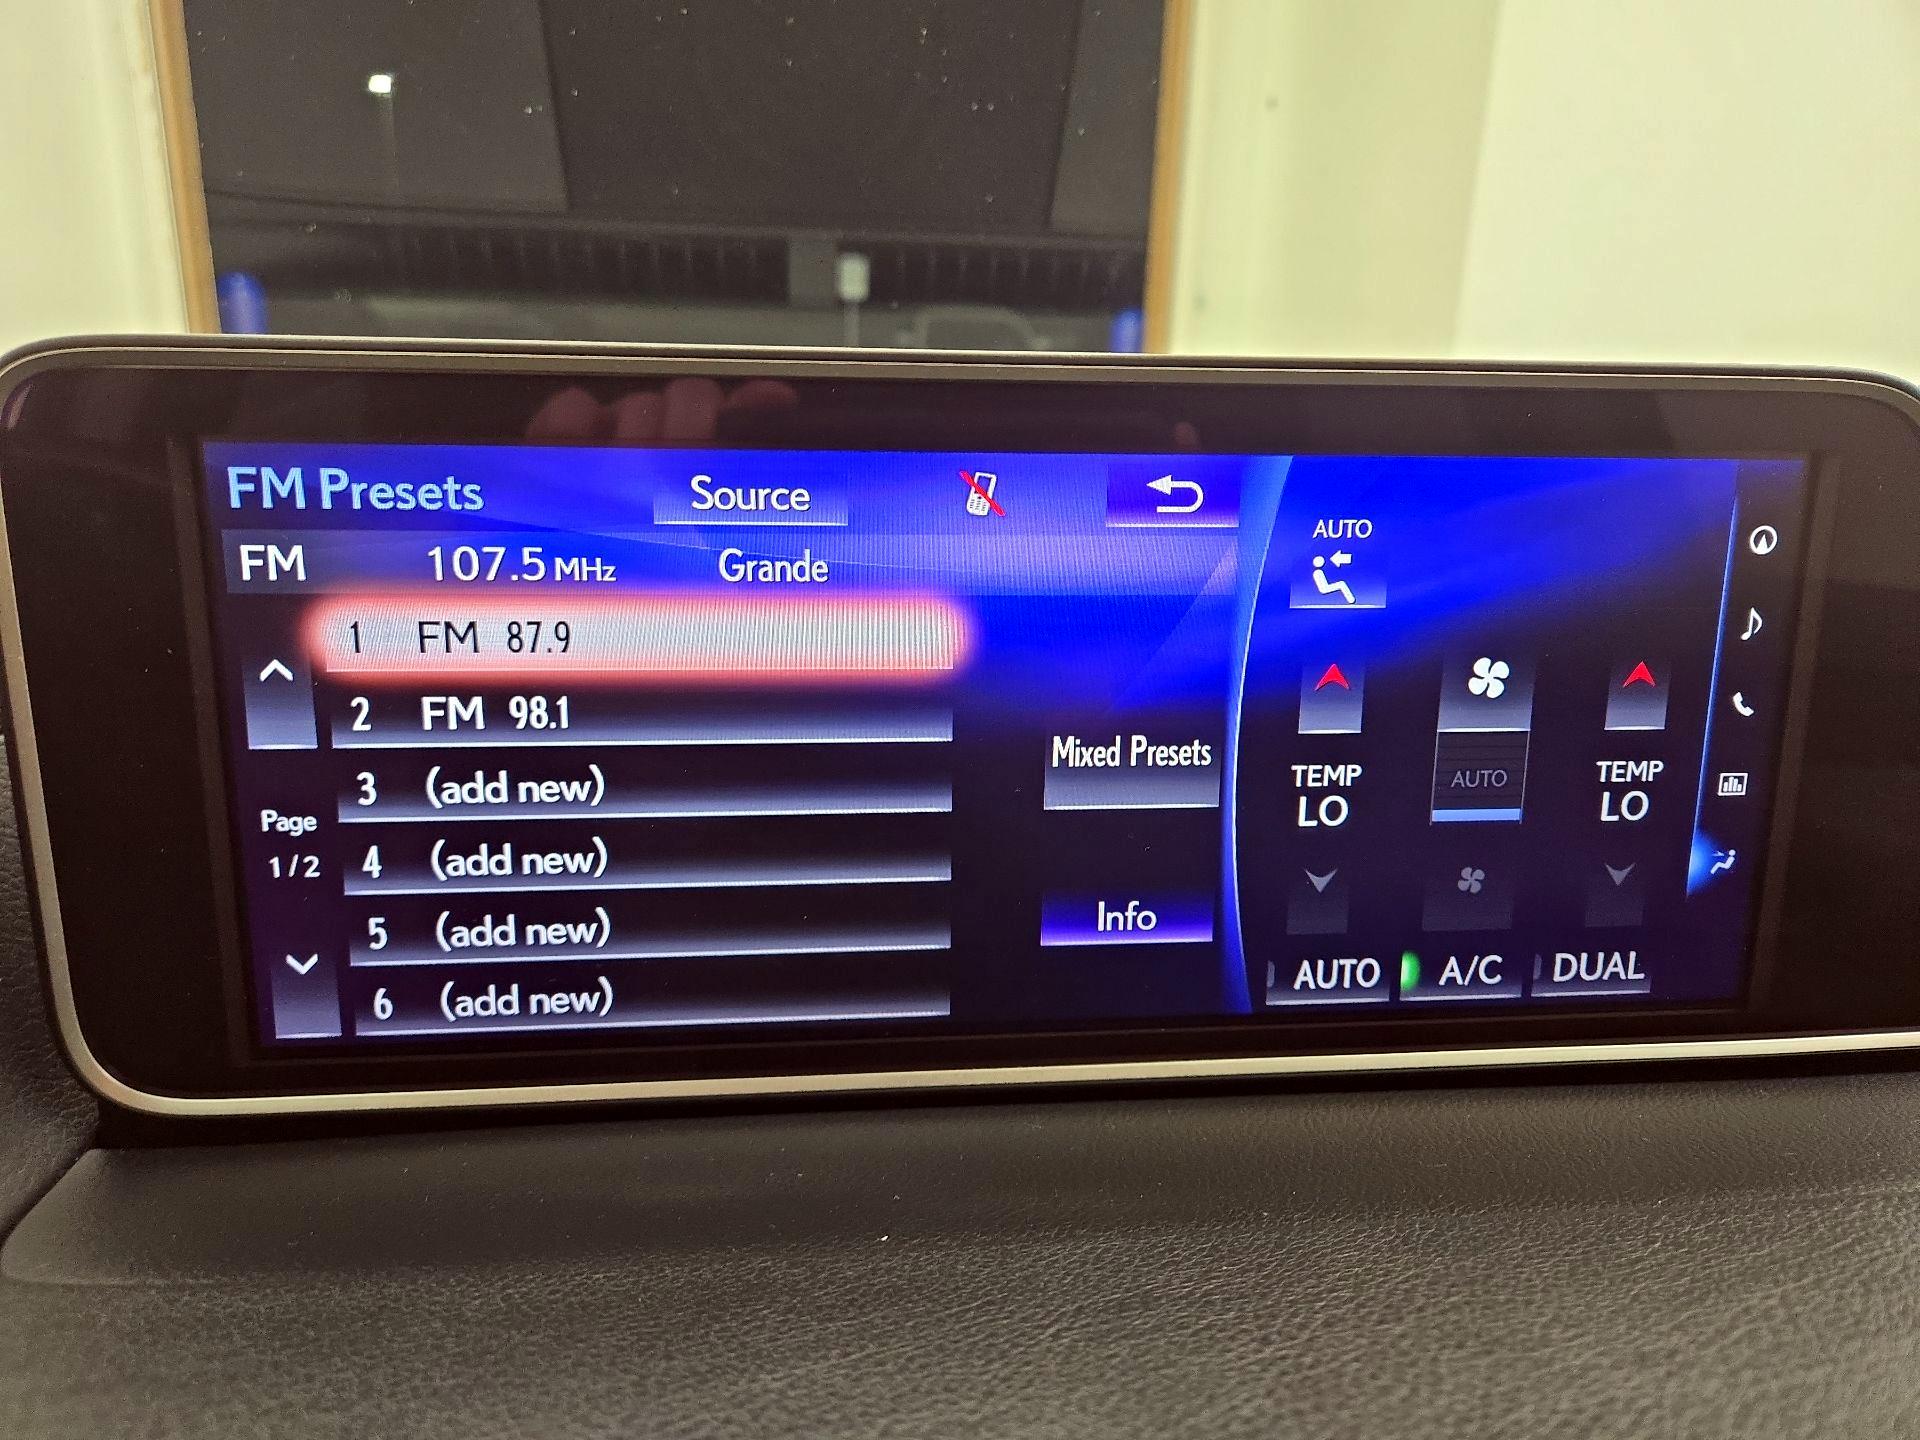 FM Presets
Source
FM 107.5 MHz Grande
1 FM 87.9
2 FM 98.1
3 (add new)
4 (add new)
5 (add new)
6 (add new)
Page
1/2
Mixed Presets
Info
AUTO
TEMP
LO
AUTO
TEMP
LO
AUTO A/C DUAL